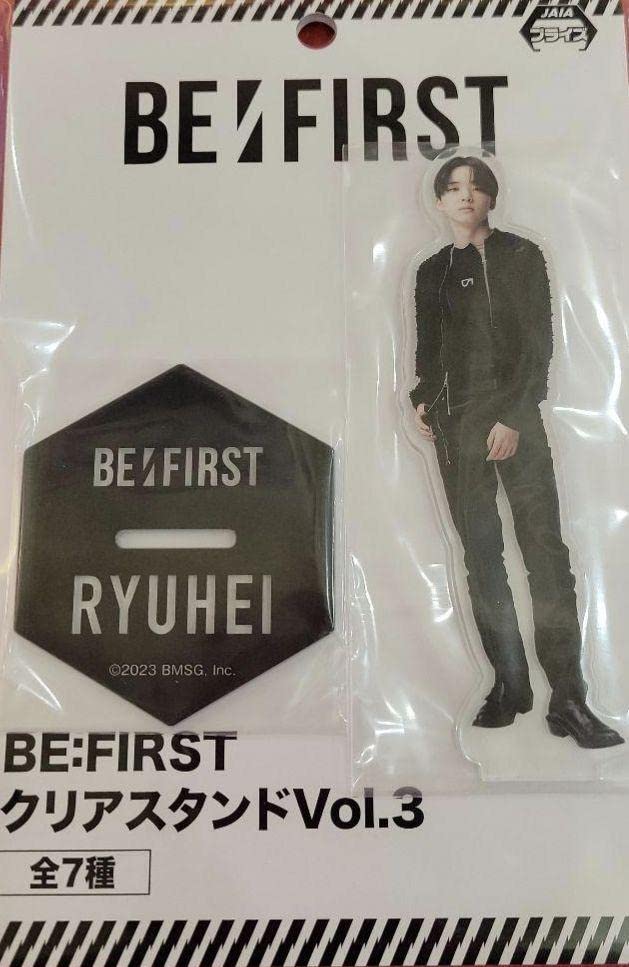 JAIA
プライズ
BE:FIRST
BE:FIRST
RYUHEI
©2023 BMSG, Inc.
BE:FIRST
クリアスタンドVol.3
全7種